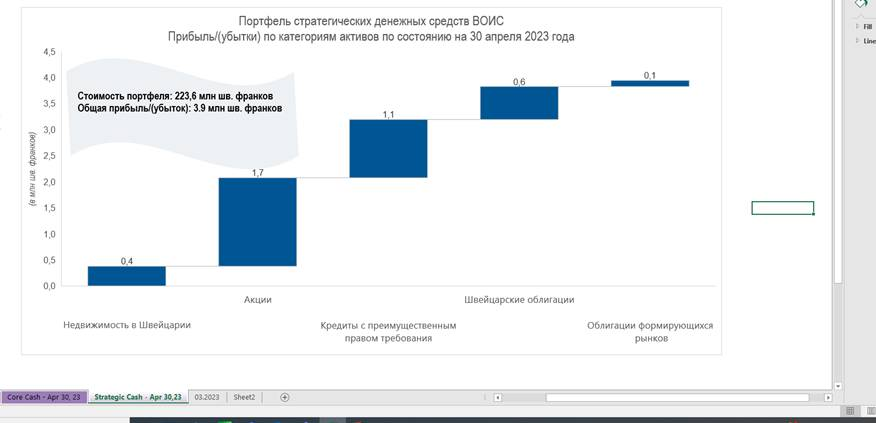 Портфель стратегических денежных средств ВОИС
Прибыль/(убытки) по категориям активов по состоянию на 30 апреля 2023 года
Fill
Line
4,5
4,0
3,5
3,0
2,5
2,0
1,5
1,0
0,5
0,0
(в млн шв. франков)
Стоимость портфеля: 223,6 млн шв. франков
Общая прибыль/(убыток): 3.9 млн шв. франков
0,4
1,7
1,1
0,6
0,1
Акции
Швейцарские облигации
Недвижимость в Швейцарии
Кредиты с преимущественным
правом требования
Облигации формирующихся
рынков
Core Cash - Apr 30, 23
Strategic Cash - Apr 30,23
03.2023
Sheet2